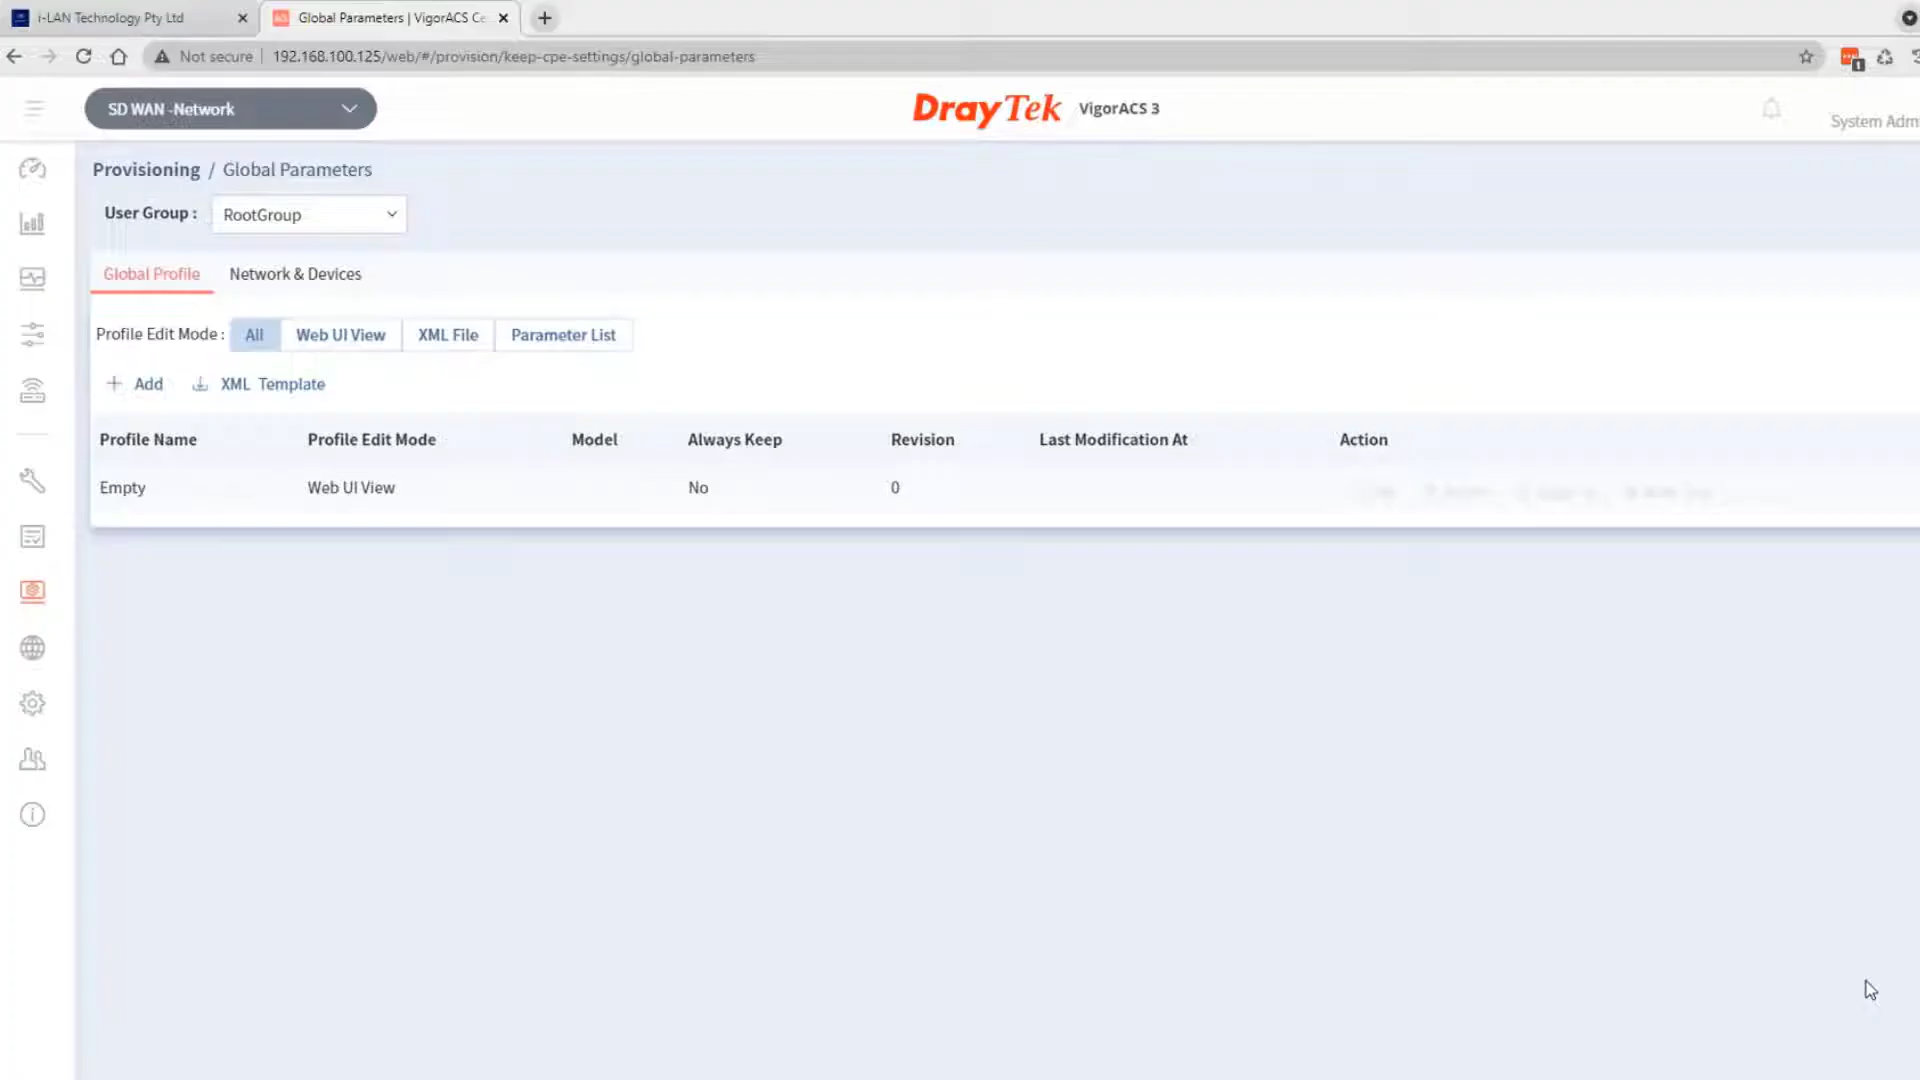 i-LAN Technology Pty Ltd
Global Parameters | VigorACS Ce
Not secure
192.168.100.125/web/#/provision/keep-cpe-settings/global-parameters
SD WAN -Network
DrayTek VigorACS 3
System Adm
Provisioning / Global Parameters
User Group : RootGroup
Global Profile Network & Devices
Profile Edit Mode : All Web UI View XML File Parameter List
+ Add XML Template
Profile Name Profile Edit Mode Model Always Keep Revision Last Modification At Action
Empty Web UI View No 0